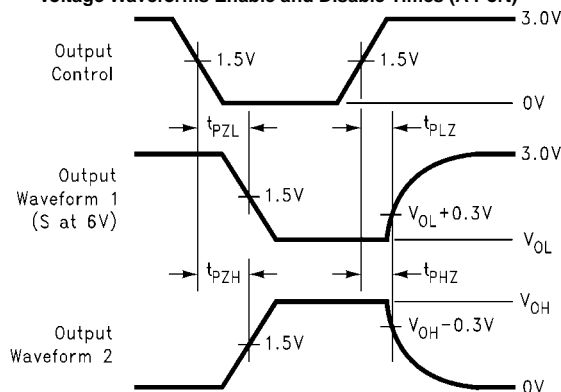 Voltage Waveforms Enable and Disable Times (A Port)
Output
Control
1.5V
1.5V
3.0V
0V
tPZL
tPLZ
Output
Waveform 1
(S at 6V)
1.5V
3.0V
VOL+0.3V
VOL
tPZH
tPHZ
Output
Waveform 2
1.5V
VOH
VOH−0.3V
0V